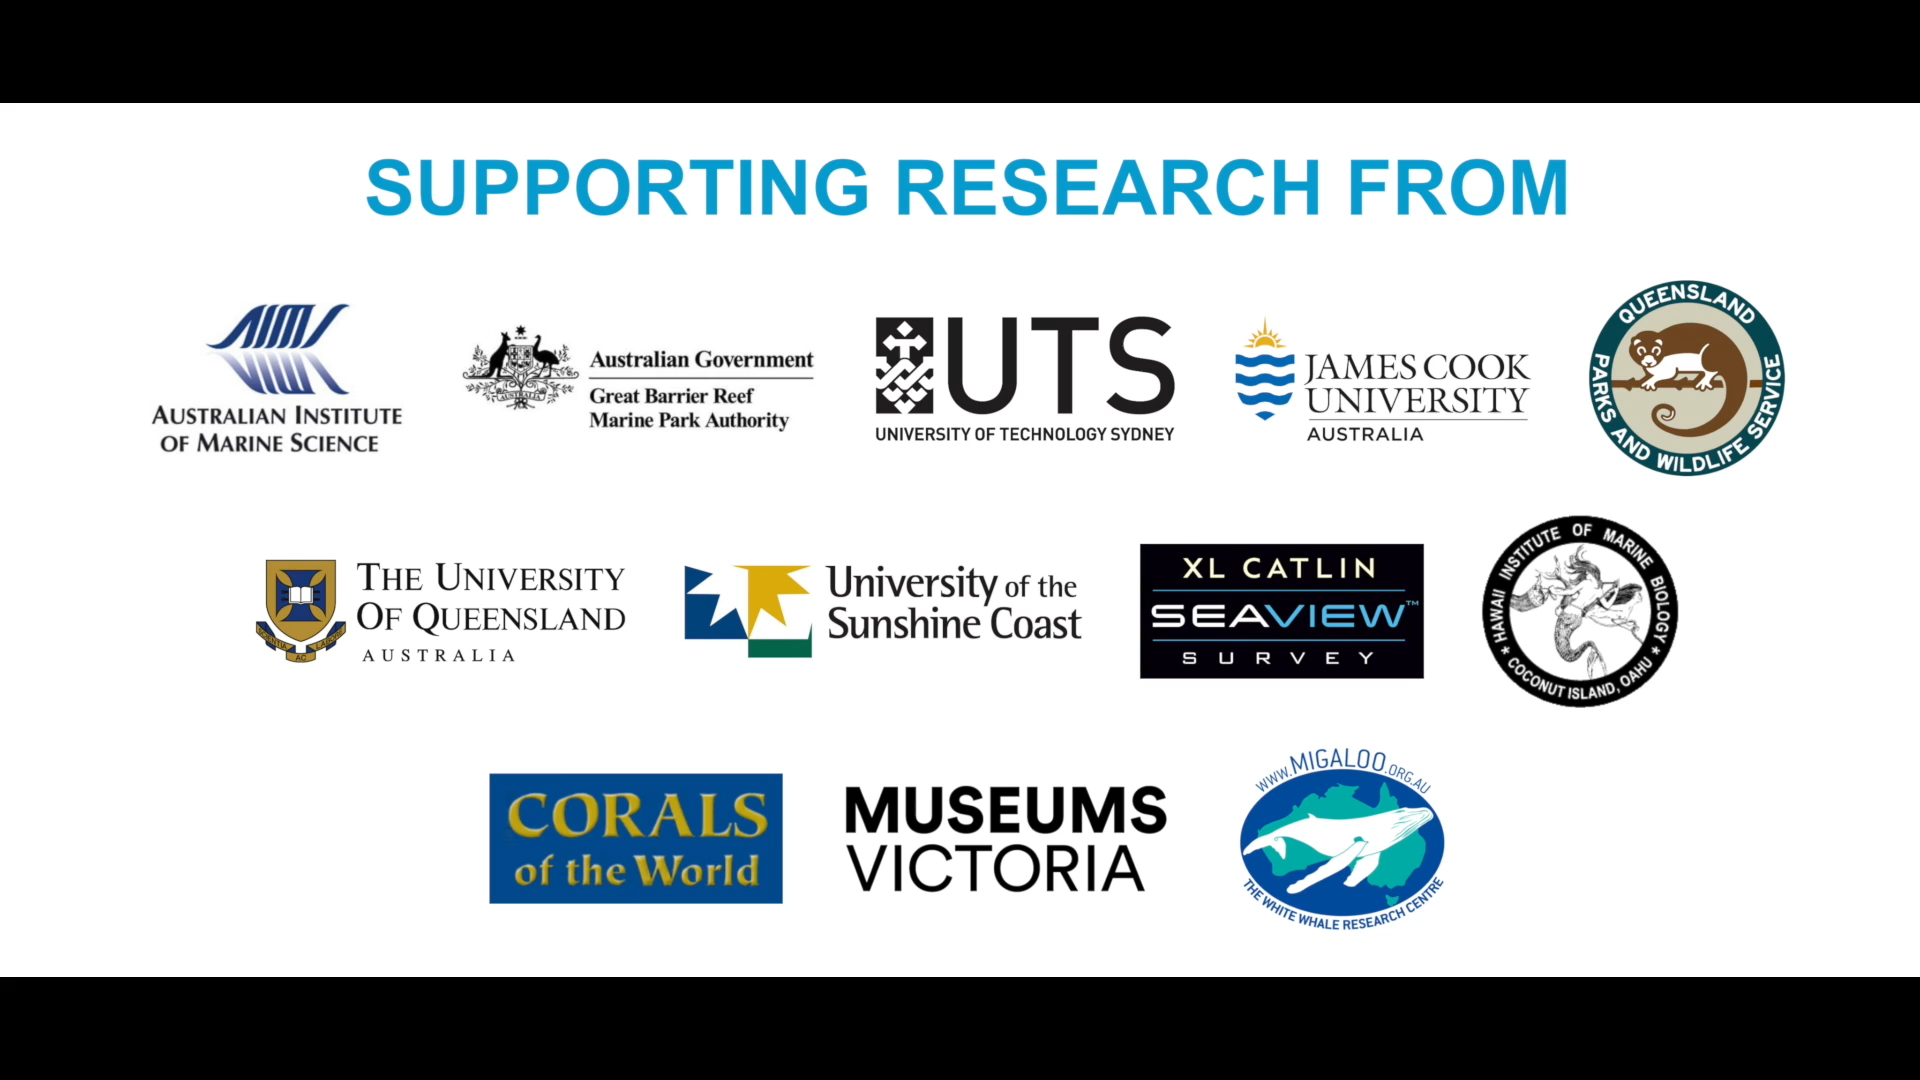 SUPPORTING RESEARCH FROM
AIMS
AUSTRALIAN INSTITUTE
OF MARINE SCIENCE
AUSTRALIA
Australian Government
Great Barrier Reef
Marine Park Authority
UTS
UNIVERSITY OF TECHNOLOGY SYDNEY
JAMES COOK
UNIVERSITY
AUSTRALIA
QUEENSLAND
PARKS AND WILDLIFE SERVICE
THE UNIVERSITY
OF QUEENSLAND
AUSTRALIA
University of the
Sunshine Coast
XL CATLIN
SEAVIEW™
SURVEY
HAWAII INSTITUTE OF MARINE BIOLOGY
* COCONUT ISLAND, OAHU *
CORALS
of the World
MUSEUMS
VICTORIA
WWW.MIGALOO.ORG.AU
THE WHITE WHALE RESEARCH CENTRE